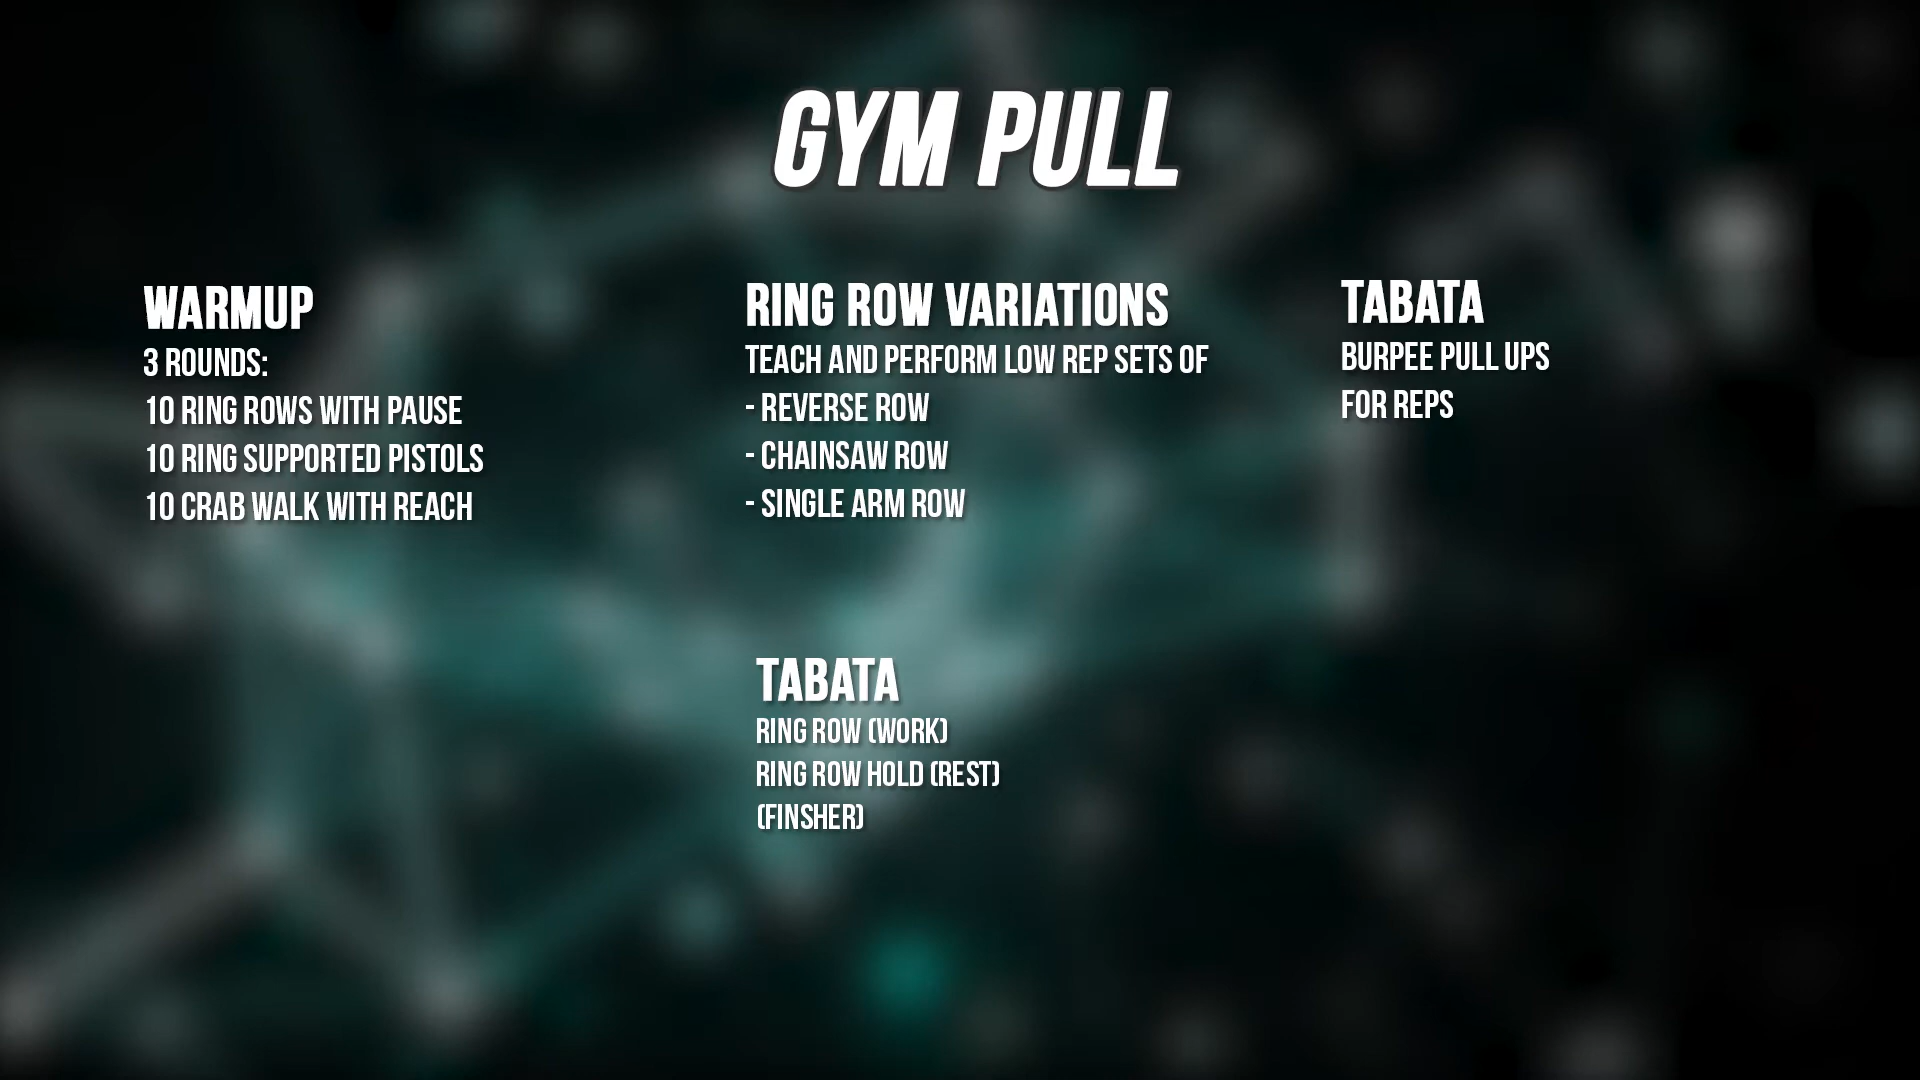 GYM PULL
WARMUP
3 ROUNDS:
10 RING ROWS WITH PAUSE
10 RING SUPPORTED PISTOLS
10 CRAB WALK WITH REACH
RING ROW VARIATIONS
TEACH AND PERFORM LOW REP SETS OF
- REVERSE ROW
- CHAINSAW ROW
- SINGLE ARM ROW
TABATA
RING ROW (WORK)
RING ROW HOLD (REST)
(FINSHER)
TABATA
BURPEE PULL UPS
FOR REPS